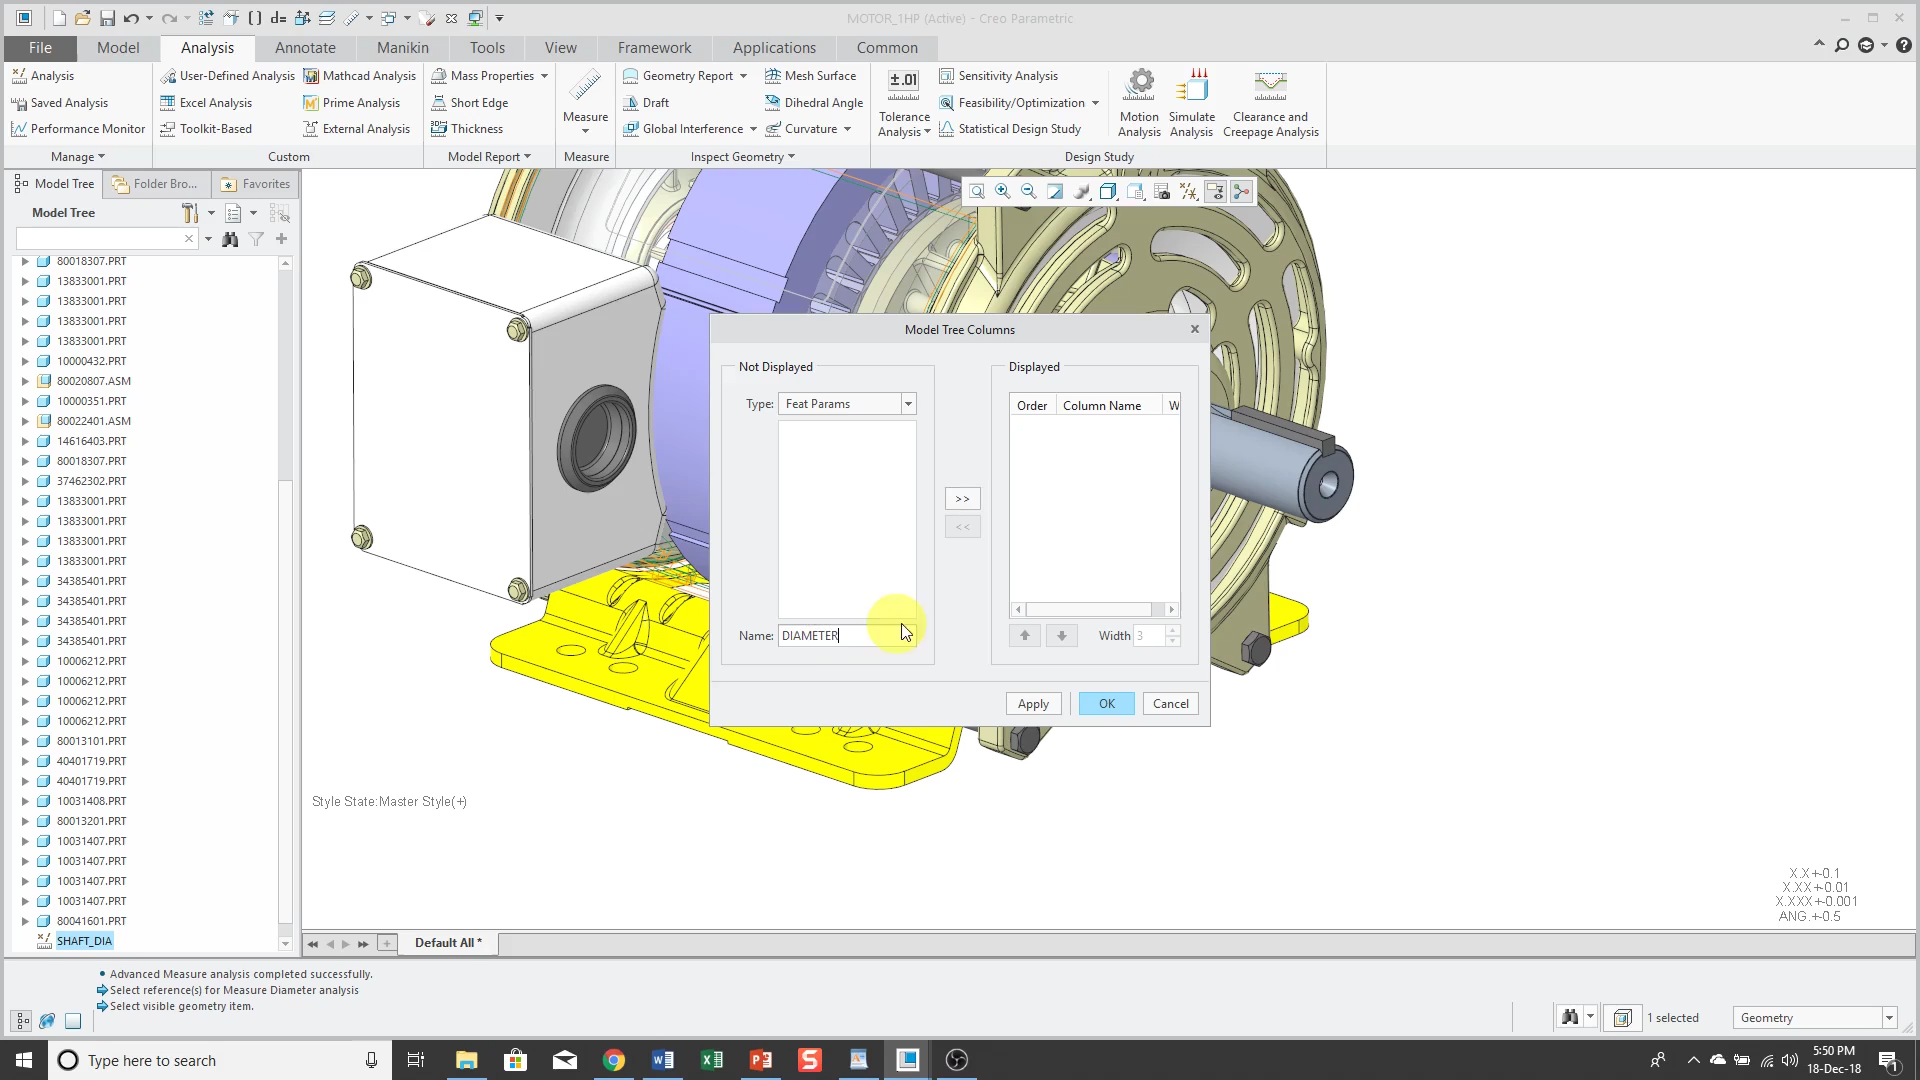 MOTOR_1HP (Active) - Creo Parametric
File Model Analysis Annotate Manikin Tools View Framework Applications Common
Analysis
Saved Analysis
Performance Monitor
Manage
User-Defined Analysis
Excel Analysis
Toolkit-Based
Mathcad Analysis
Prime Analysis
External Analysis
Custom
Mass Properties
Short Edge
Thickness
Model Report
Measure
Measure
Geometry Report
Draft
Global Interference
Mesh Surface
Dihedral Angle
Curvature
Inspect Geometry
±.01
Tolerance
Analysis
Sensitivity Analysis
Feasibility/Optimization
Statistical Design Study
Motion
Analysis
Simulate
Analysis
Clearance and
Creepage Analysis
Design Study
Model Tree Folder Bro... Favorites
Model Tree
80018307.PRT
13833001.PRT
13833001.PRT
13833001.PRT
13833001.PRT
10000432.PRT
80020807.ASM
10000351.PRT
80022401.ASM
14616403.PRT
80018307.PRT
37462302.PRT
13833001.PRT
13833001.PRT
13833001.PRT
13833001.PRT
34385401.PRT
34385401.PRT
34385401.PRT
34385401.PRT
10006212.PRT
10006212.PRT
10006212.PRT
10006212.PRT
80013101.PRT
40401719.PRT
40401719.PRT
10031408.PRT
80013201.PRT
10031407.PRT
10031407.PRT
10031407.PRT
10031407.PRT
80041601.PRT
SHAFT_DIA
Model Tree Columns
Not Displayed
Type: Feat Params
Name: DIAMETER
>>
<<
Displayed
Order Column Name W
Width 3
Apply OK Cancel
Style State:Master Style(+)
X.X+-0.1
X.XX+-0.01
X.XXX+-0.001
ANG.+-0.5
Default All *
Advanced Measure analysis completed successfully.
Select reference(s) for Measure Diameter analysis
Select visible geometry item.
1 selected
Geometry
Type here to search
5:50 PM
18-Dec-18
1